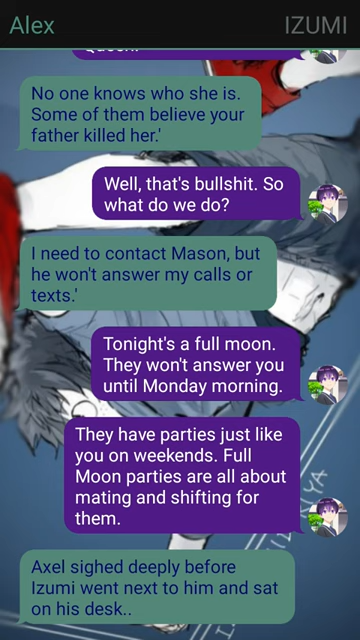 Alex IZUMI
No one knows who she is.
Some of them believe your
father killed her.'
Well, that's bullshit. So
what do we do?
I need to contact Mason, but
he won't answer my calls or
texts.'
Tonight's a full moon.
They won't answer you
until Monday morning.
They have parties just like
you on weekends. Full
Moon parties are all about
mating and shifting for
them.
Axel sighed deeply before
Izumi went next to him and sat
on his desk..